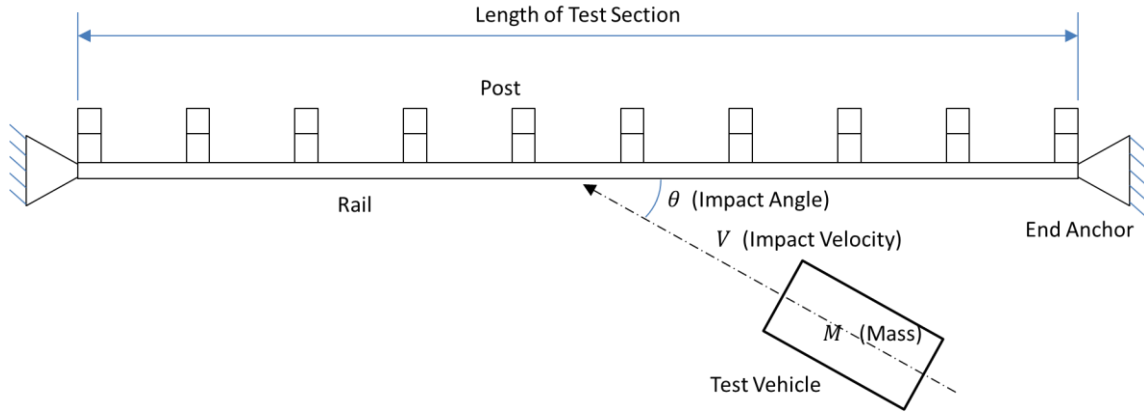 Length of Test Section
Post
Rail
θ (Impact Angle)
V (Impact Velocity)
End Anchor
M (Mass)
Test Vehicle